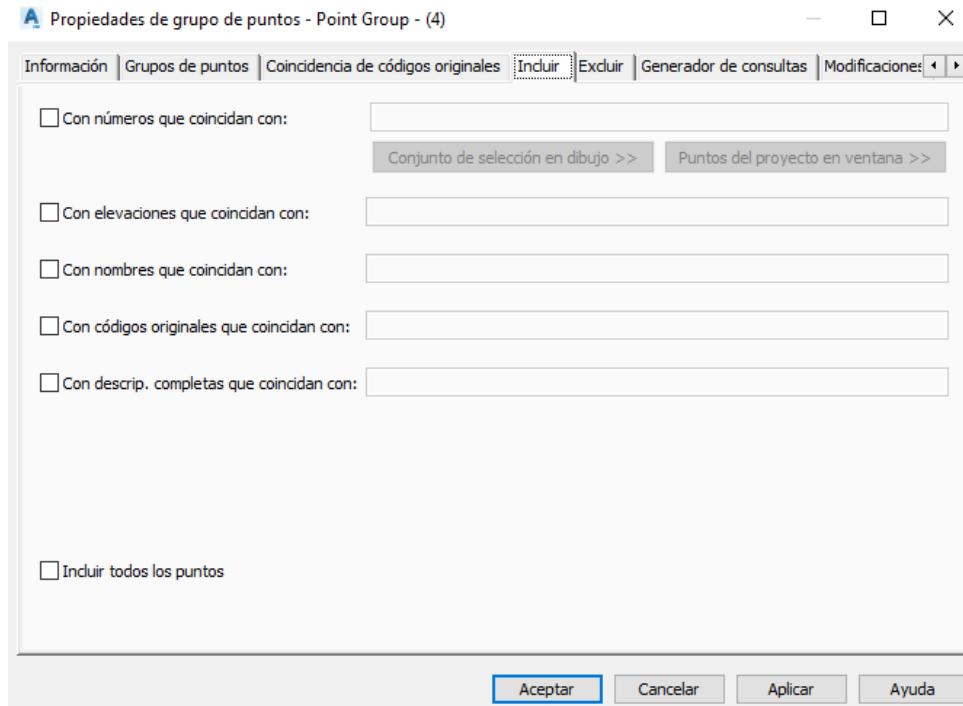 Propiedades de grupo de puntos - Point Group - (4)
Información Grupos de puntos Coincidencia de códigos originales Incluir Excluir Generador de consultas Modificaciones
Con números que coincidan con:
Conjunto de selección en dibujo >> Puntos del proyecto en ventana >>
Con elevaciones que coincidan con:
Con nombres que coincidan con:
Con códigos originales que coincidan con:
Con descrip. completas que coincidan con:
Incluir todos los puntos
Aceptar Cancelar Aplicar Ayuda